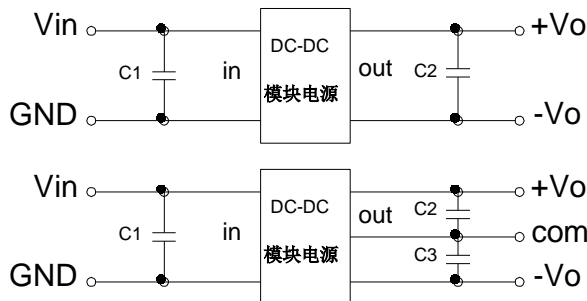 Vin
+Vo
DC-DC
C1
in
out
C2
模块电源
GND
-Vo
Vin
+Vo
DC-DC
out
C2
C1
in
com
模块电源
C3
GND
-Vo